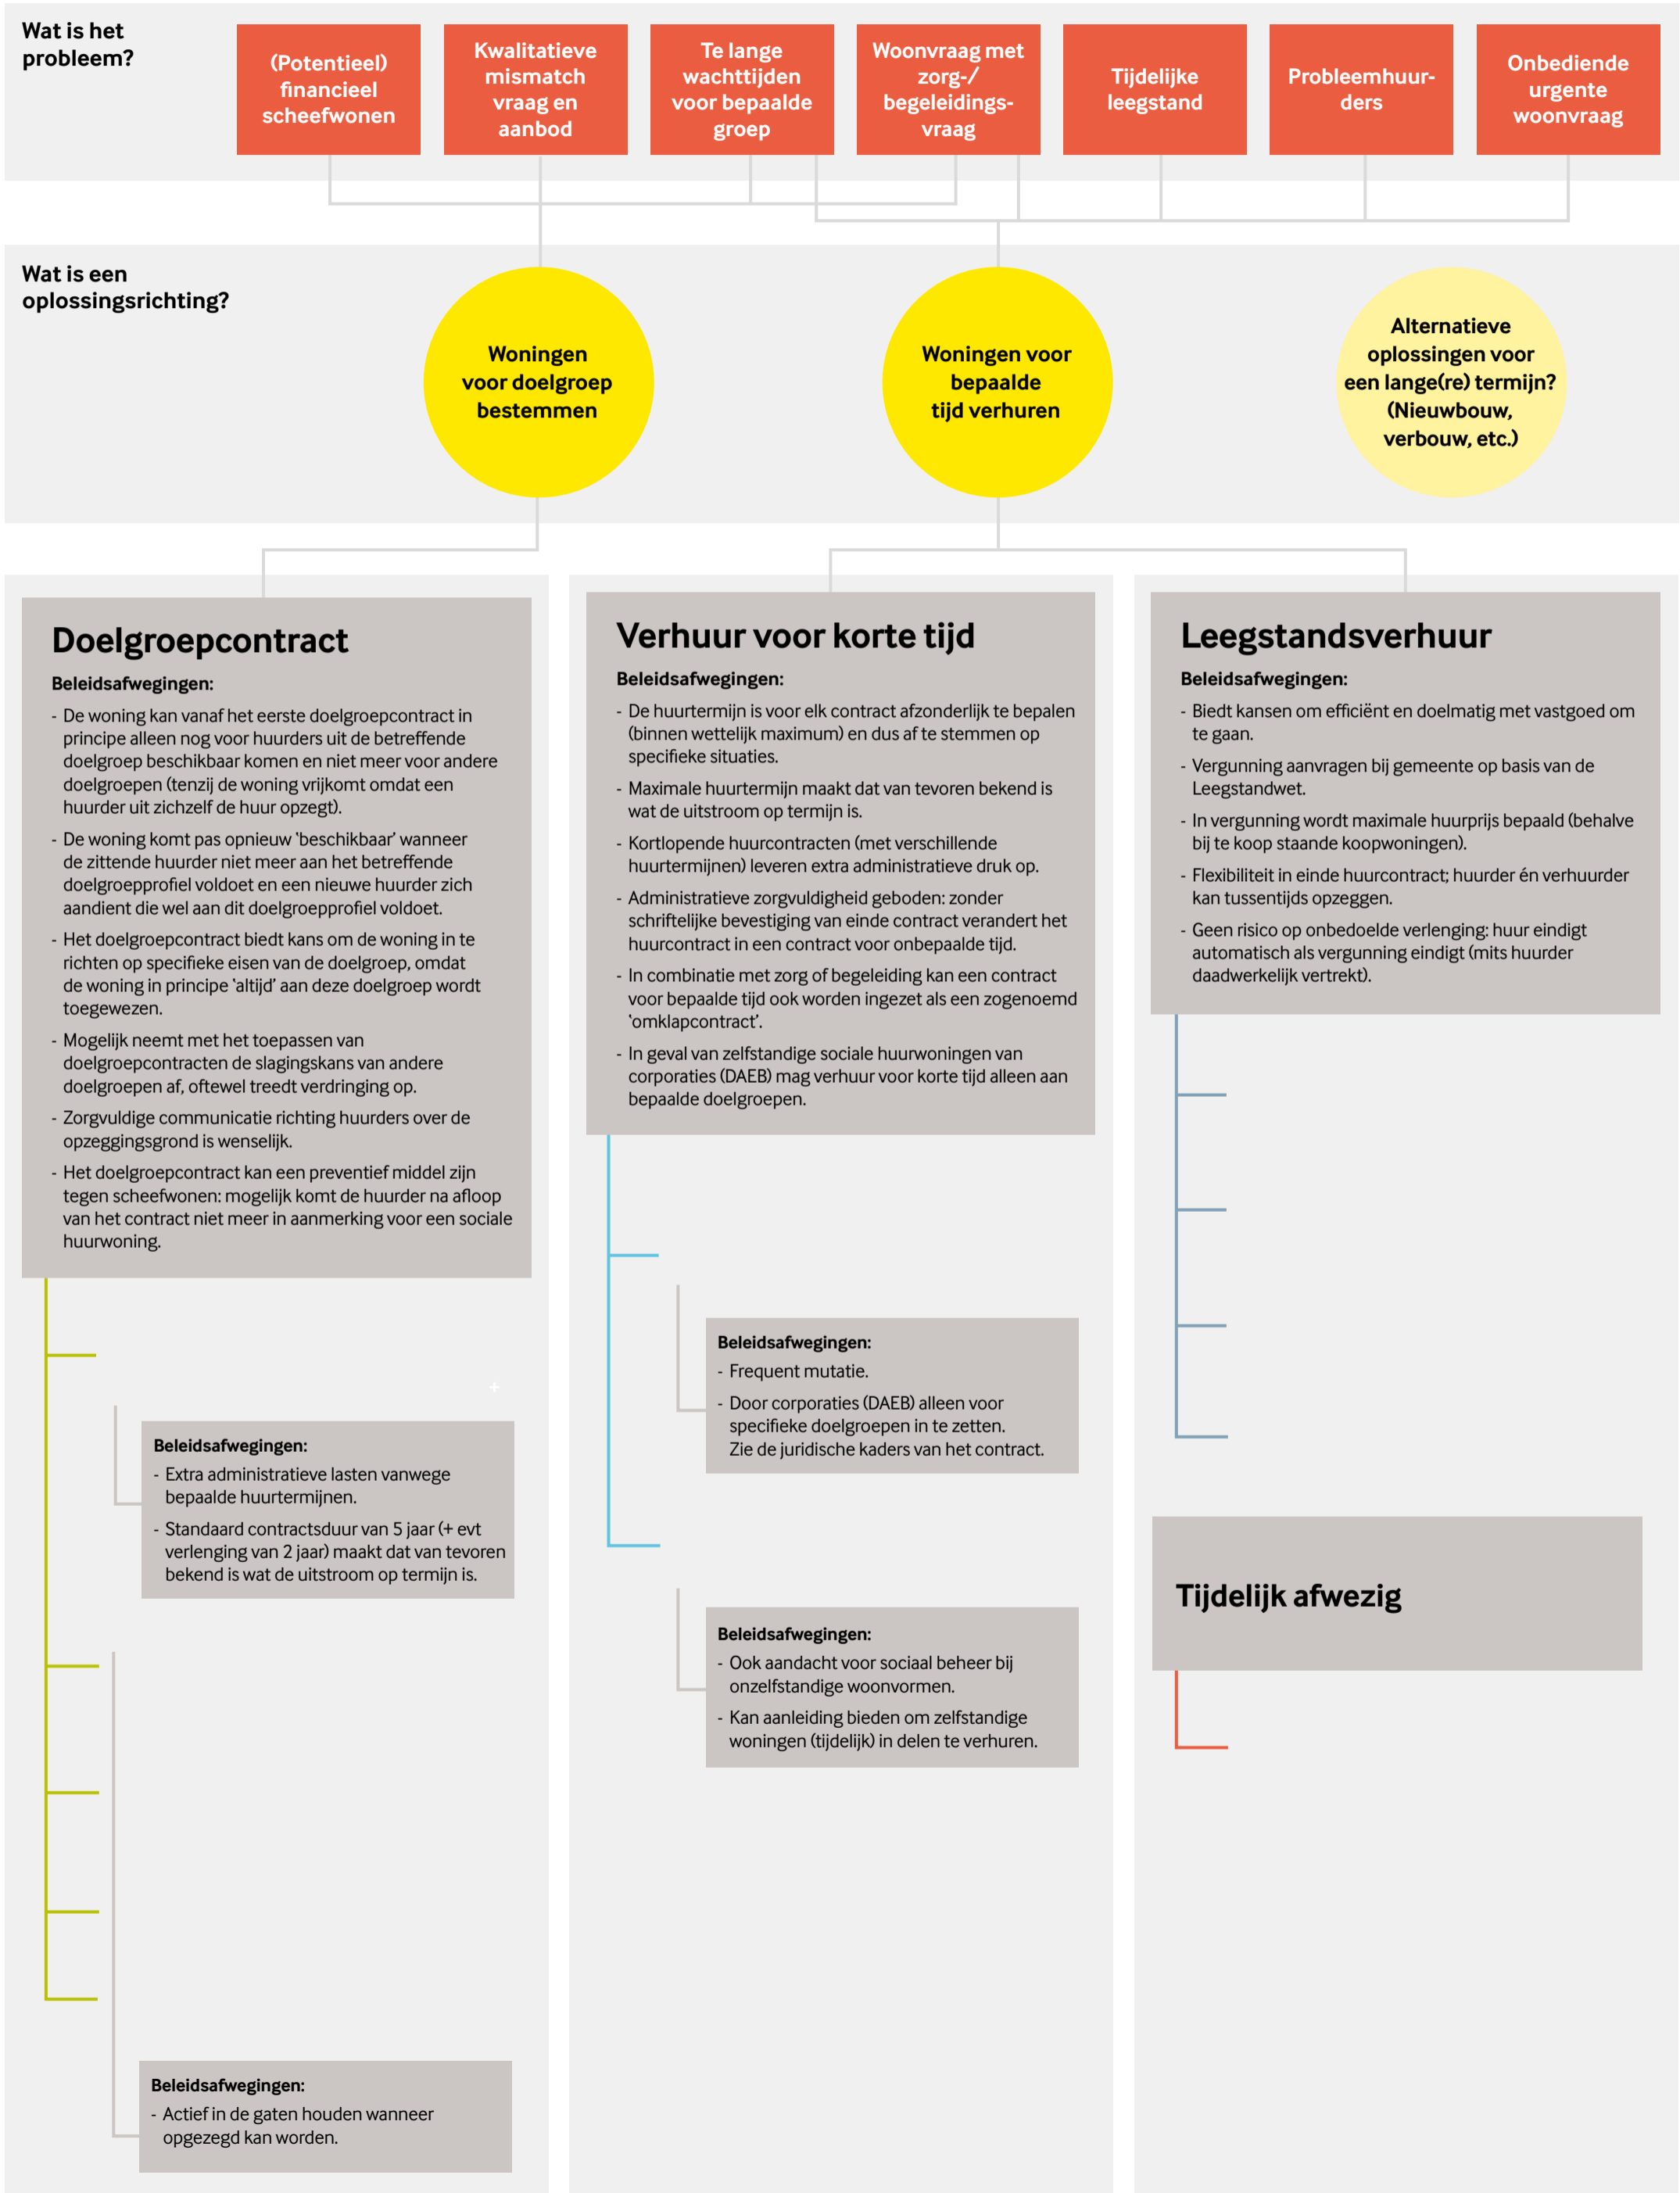 Wat is het
probleem?
(Potentieel)
financieel
scheefwonen
Kwalitatieve
mismatch
vraag en
aanbod
Te lange
wachttijden
voor bepaalde
groep
Woonvraag met
zorg-/
begeleidings-
vraag
Tijdelijke
leegstand
Probleemhuur-
ders
Onbediende
urgente
woonvraag
Wat is een
oplossingsrichting?
Woningen
voor doelgroep
bestemmen
Woningen voor
bepaalde
tijd verhuren
Alternatieve
oplossingen voor
een lange(re) termijn?
(Nieuwbouw,
verbouw, etc.)
Doelgroepcontract
Beleidsafwegingen:
- De woning kan vanaf het eerste doelgroepcontract in
principe alleen nog voor huurders uit de betreffende
doelgroep beschikbaar komen en niet meer voor andere
doelgroepen (tenzij de woning vrijkomt omdat een
huurder uit zichzelf de huur opzegt).
- De woning komt pas opnieuw ‘beschikbaar’ wanneer
de zittende huurder niet meer aan het betreffende
doelgroepprofiel voldoet en een nieuwe huurder zich
aandient die wel aan dit doelgroepprofiel voldoet.
- Het doelgroepcontract biedt kans om de woning in te
richten op specifieke eisen van de doelgroep, omdat
de woning in principe ‘altijd’ aan deze doelgroep wordt
toegewezen.
- Mogelijk neemt met het toepassen van
doelgroepcontracten de slagingskans van andere
doelgroepen af, oftewel treedt verdringing op.
- Zorgvuldige communicatie richting huurders over de
opzeggingsgrond is wenselijk.
- Het doelgroepcontract kan een preventief middel zijn
tegen scheefwonen: mogelijk komt de huurder na afloop
van het contract niet meer in aanmerking voor een sociale
huurwoning.
+
Beleidsafwegingen:
- Extra administratieve lasten vanwege
bepaalde huurtermijnen.
- Standaard contractsduur van 5 jaar (+ evt
verlenging van 2 jaar) maakt dat van tevoren
bekend is wat de uitstroom op termijn is.
Beleidsafwegingen:
- Actief in de gaten houden wanneer
opgezegd kan worden.
Verhuur voor korte tijd
Beleidsafwegingen:
- De huurtermijn is voor elk contract afzonderlijk te bepalen
(binnen wettelijk maximum) en dus af te stemmen op
specifieke situaties.
- Maximale huurtermijn maakt dat van tevoren bekend is
wat de uitstroom op termijn is.
- Kortlopende huurcontracten (met verschillende
huurtermijnen) leveren extra administratieve druk op.
- Administratieve zorgvuldigheid geboden: zonder
schriftelijke bevestiging van einde contract verandert het
huurcontract in een contract voor onbepaalde tijd.
- In combinatie met zorg of begeleiding kan een contract
voor bepaalde tijd ook worden ingezet als een zogenoemd
‘omklapcontract’.
- In geval van zelfstandige sociale huurwoningen van
corporaties (DAEB) mag verhuur voor korte tijd alleen aan
bepaalde doelgroepen.
Beleidsafwegingen:
- Frequent mutatie.
- Door corporaties (DAEB) alleen voor
specifieke doelgroepen in te zetten.
Zie de juridische kaders van het contract.
Beleidsafwegingen:
- Ook aandacht voor sociaal beheer bij
onzelfstandige woonvormen.
- Kan aanleiding bieden om zelfstandige
woningen (tijdelijk) in delen te verhuren.
Leegstandsverhuur
Beleidsafwegingen:
- Biedt kansen om efficiënt en doelmatig met vastgoed om
te gaan.
- Vergunning aanvragen bij gemeente op basis van de
Leegstandwet.
- In vergunning wordt maximale huurprijs bepaald (behalve
bij te koop staande koopwoningen).
- Flexibiliteit in einde huurcontract; huurder én verhuurder
kan tussentijds opzeggen.
- Geen risico op onbedoelde verlenging: huur eindigt
automatisch als vergunning eindigt (mits huurder
daadwerkelijk vertrekt).
Tijdelijk afwezig